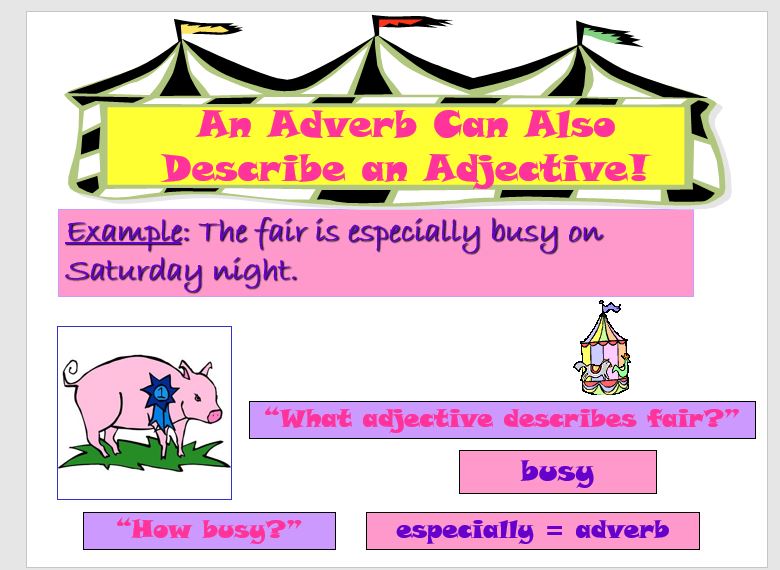 An Adverb Can Also
Describe an Adjective!
Example: The fair is especially busy on
Saturday night.
“What adjective describes fair?”
busy
“How busy?”
especially = adverb
1